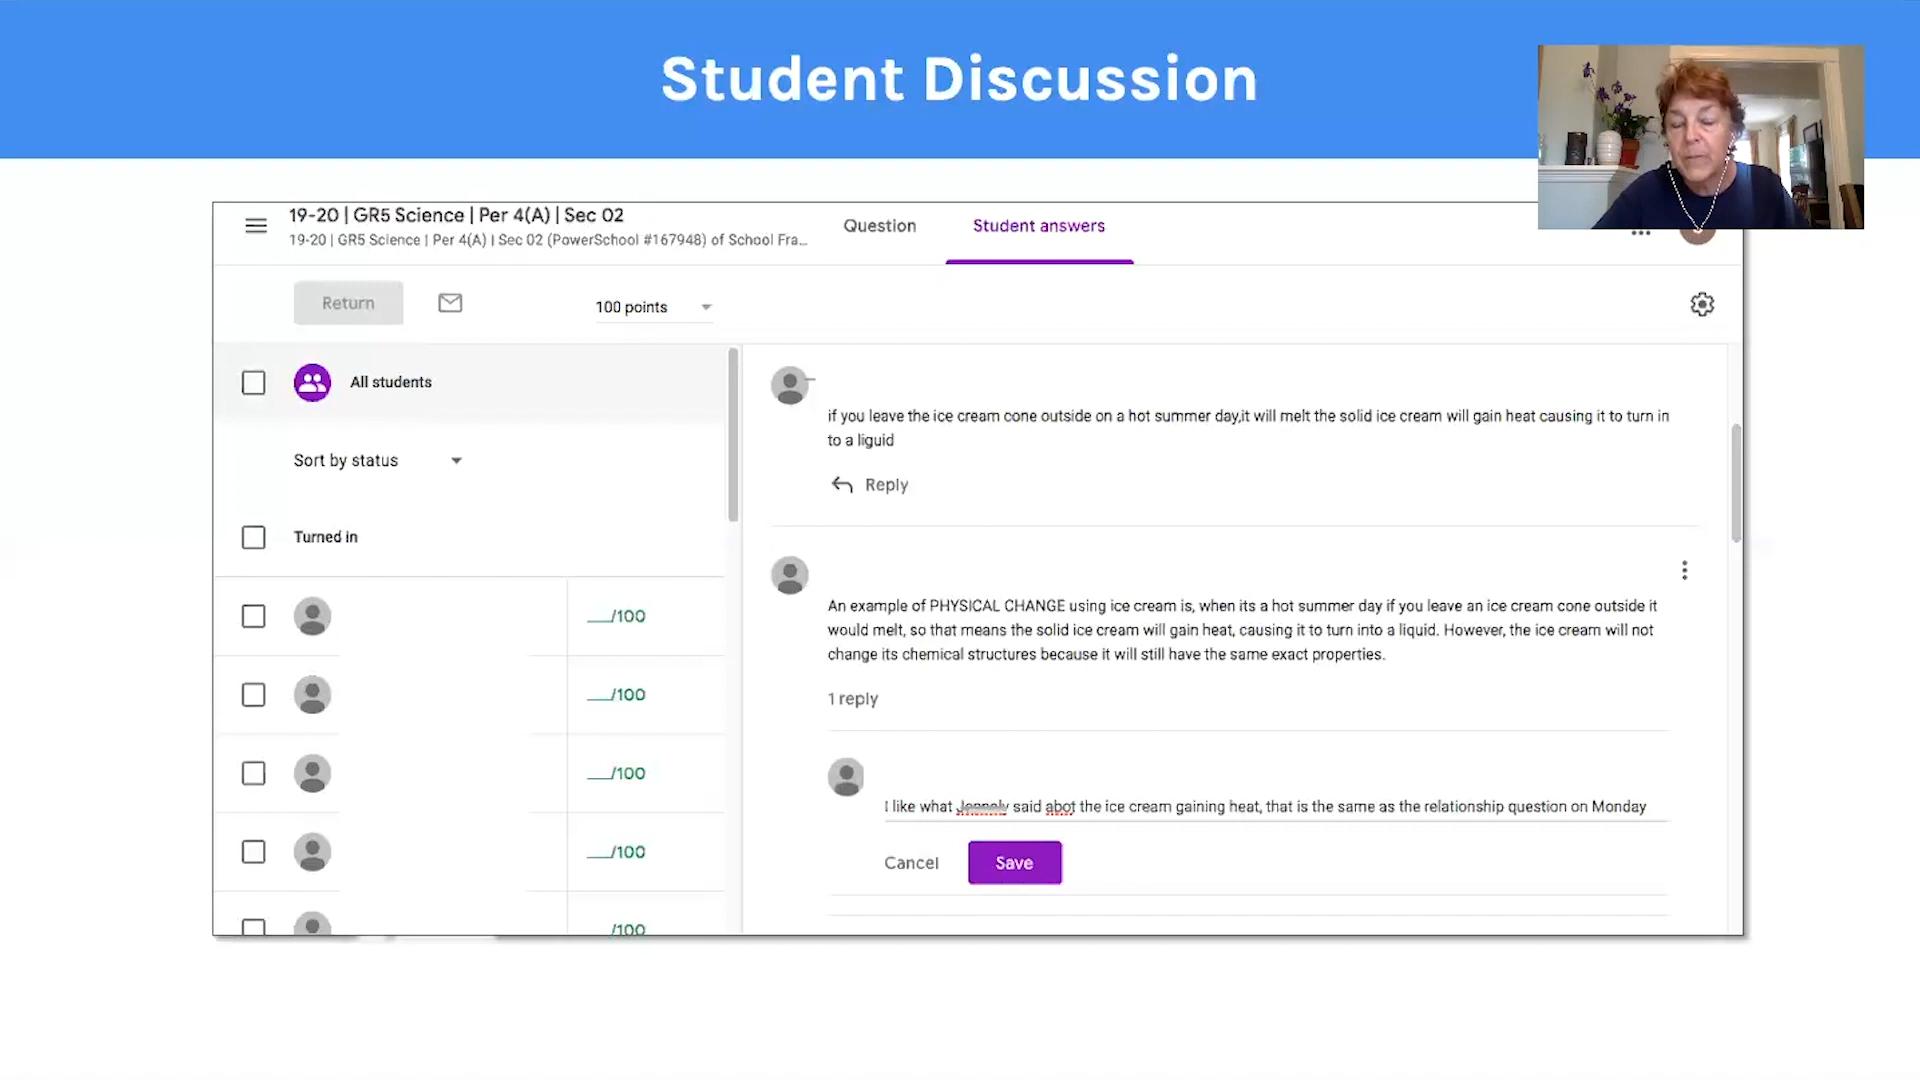 Student Discussion
19-20 | GR5 Science | Per 4(A) | Sec 02
19-20 | GR5 Science | Per 4(A) | Sec 02 (PowerSchool #167948) of School Fra...
Question
Student answers
Return
100 points
All students
Sort by status
Turned in
__/100
__/100
__/100
__/100
/100
if you leave the ice cream cone outside on a hot summer day,it will melt the solid ice cream will gain heat causing it to turn in
to a liguid
Reply
An example of PHYSICAL CHANGE using ice cream is, when its a hot summer day if you leave an ice cream cone outside it
would melt, so that means the solid ice cream will gain heat, causing it to turn into a liquid. However, the ice cream will not
change its chemical structures because it will still have the same exact properties.
1 reply
I like what said abot the ice cream gaining heat, that is the same as the relationship question on Monday
Cancel
Save